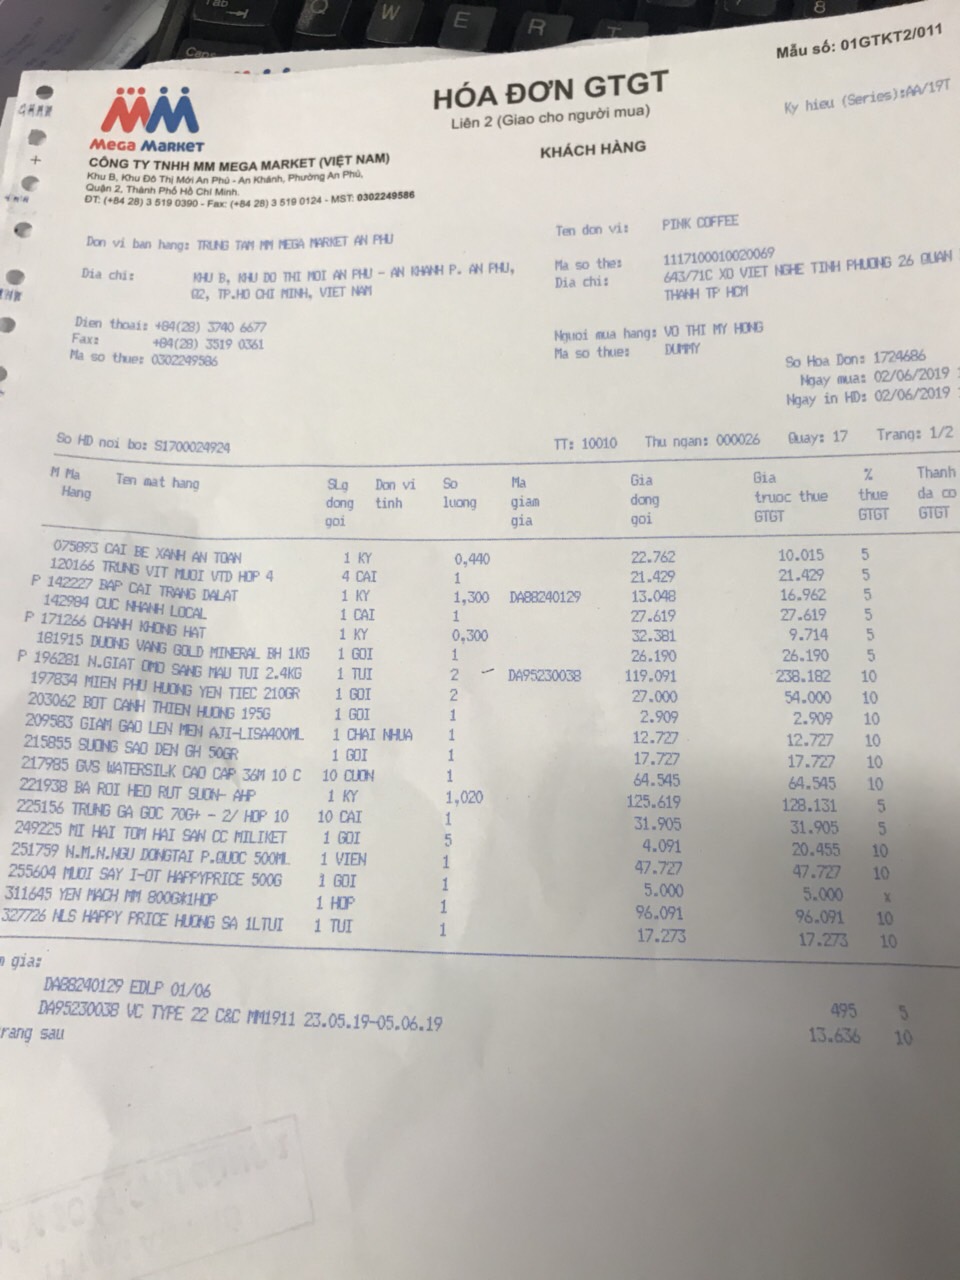 Mẫu số: 01GTKT2/011
HÓA ĐƠN GTGT
Liên 2 (Giao cho người mua)
Ky hieu (Series):AA/19T
KHÁCH HÀNG
MEGA MARKET
CÔNG TY TNHH MM MEGA MARKET (VIỆT NAM)
Khu B, Khu Đô Thị Mới An Phú - An Khánh, Phường An Phú,
Quận 2, Thành Phố Hồ Chí Minh.
ĐT: (+84 28) 3 519 0390 - Fax: (+84 28) 3 519 0124 - MST: 0302249586
Don vi ban hang: TRUNG TAM MM MEGA MARKET AN PHU
Dia chi: KHU B, KHU DO THI MOI AN PHU - AN KHANH P. AN PHU,
Q2, TP.HO CHI MINH, VIET NAM
Dien thoai: +84(28) 3740 6677
Fax: +84(28) 3519 0361
Ma so thue: 0302249586
Ten don vi: PINK COFFEE
Ma so the: 1117100010020069
Dia chi: 643/71C XO VIET NGHE TINH PHUONG 26 QUAN
THANH TP HCM
Nguoi mua hang: VO THI MY HONG
Ma so thue: DUMMY
So Hoa Don: 1724686
Ngay mua: 02/06/2019
Ngay in HD: 02/06/2019
So HD noi bo: S1700024924
TT: 10010 Thu ngan: 000026 Quay: 17 Trang: 1/2
M Ma Ten mat hang SLg Don vi So Ma Gia Gia % Thanh
Hang dong tinh luong giam dong truoc thue thue da co
goi gia goi GTGT GTGT GTGT
075893 CAI BE XANH AN TOAN 1 KY 0,440 22.762 10.015 5
120166 TRUNG VIT MUOI VTD HOP 4 4 CAI 1 21.429 21.429 5
P 142227 BAP CAI TRANG DALAT 1 KY 1,300 DA88240129 13.048 16.962 5
142984 CUC NHANH LOCAL 1 CAI 1 27.619 27.619 5
P 171266 CHANH KHONG HAT 1 KY 0,300 32.381 9.714 5
181915 DUONG VANG GOLD MINERAL BH 1KG 1 GOI 1 26.190 26.190 5
P 196281 N.GIAT OMO SANG MAU TUI 2.4KG 1 TUI 2 DA95230038 119.091 238.182 10
197834 MIEN PHU HUONG YEN TIEC 210GR 1 GOI 2 27.000 54.000 10
203062 BOT CANH THIEN HUONG 195G 1 GOI 1 2.909 2.909 10
209583 GIAM GAO LEN MEN AJI-LISA400ML 1 CHAI NHUA 1 12.727 12.727 10
215855 SUONG SAO DEN GH 50GR 1 GOI 1 17.727 17.727 10
217985 GVS WATERSILK CAO CAP 36M 10 C 10 CUON 1 64.545 64.545 10
221938 BA ROI HEO RUT SUON- AHP 1 KY 1,020 125.619 128.131 5
225156 TRUNG GA GOC 70G+ - 2/ HOP 10 10 CAI 1 31.905 31.905 5
249225 MI HAI TOM HAI SAN CC MILIKET 1 GOI 5 4.091 20.455 10
251759 N.M.N.NGU DONGTAI P.QUOC 500ML 1 VIEN 1 47.727 47.727 10
255604 MUOI SAY I-OT HAPPYPRICE 500G 1 GOI 1 5.000 5.000 x
311645 YEN MACH MM 800G*1HOP 1 HOP 1 96.091 96.091 10
327726 NLS HAPPY PRICE HUONG SA 1LTUI 1 TUI 1 17.273 17.273 10
gia:
DA88240129 EDLP 01/06 495 5
DA95230038 VC TYPE 22 C&C MM1911 23.05.19-05.06.19 13.636 10
rang sau